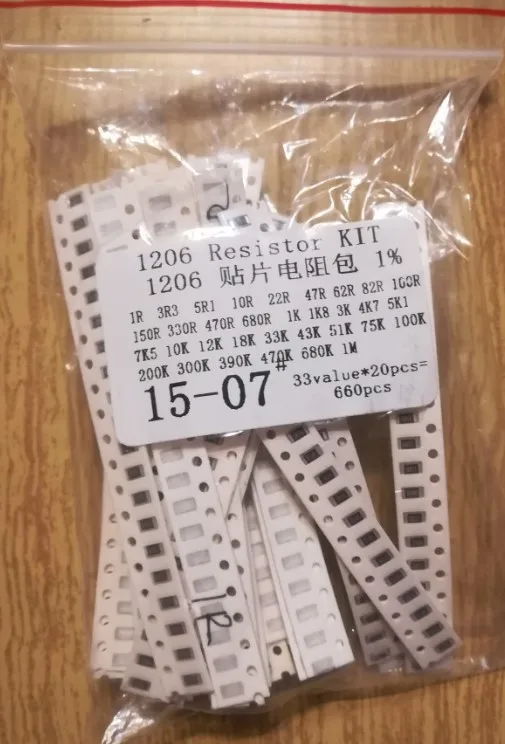 1206 Resistor KIT
1206 贴片电阻包 1%
1R 3R3 5R1 10R 22R 47R 62R 82R 100R
150R 330R 470R 680R 1K 1K8 3K 4K7 5K1
7K5 10K 12K 18K 33K 43K 51K 75K 100K
200K 300K 390K 470K 680K 1M
15-07#
33value*20pcs=
660pcs
1R